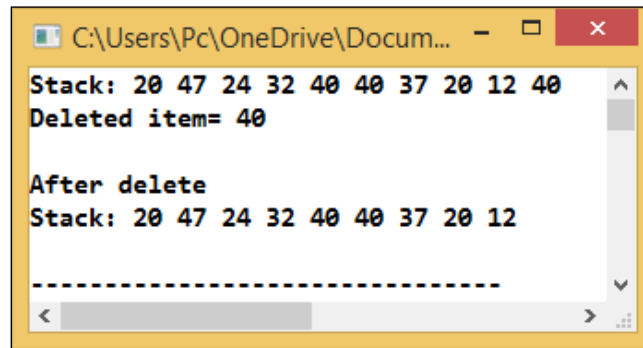 C:\Users\Pc\OneDrive\Docum...
Stack: 20 47 24 32 40 40 37 20 12 40
Deleted item= 40
After delete
Stack: 20 47 24 32 40 40 37 20 12
--------------------------------